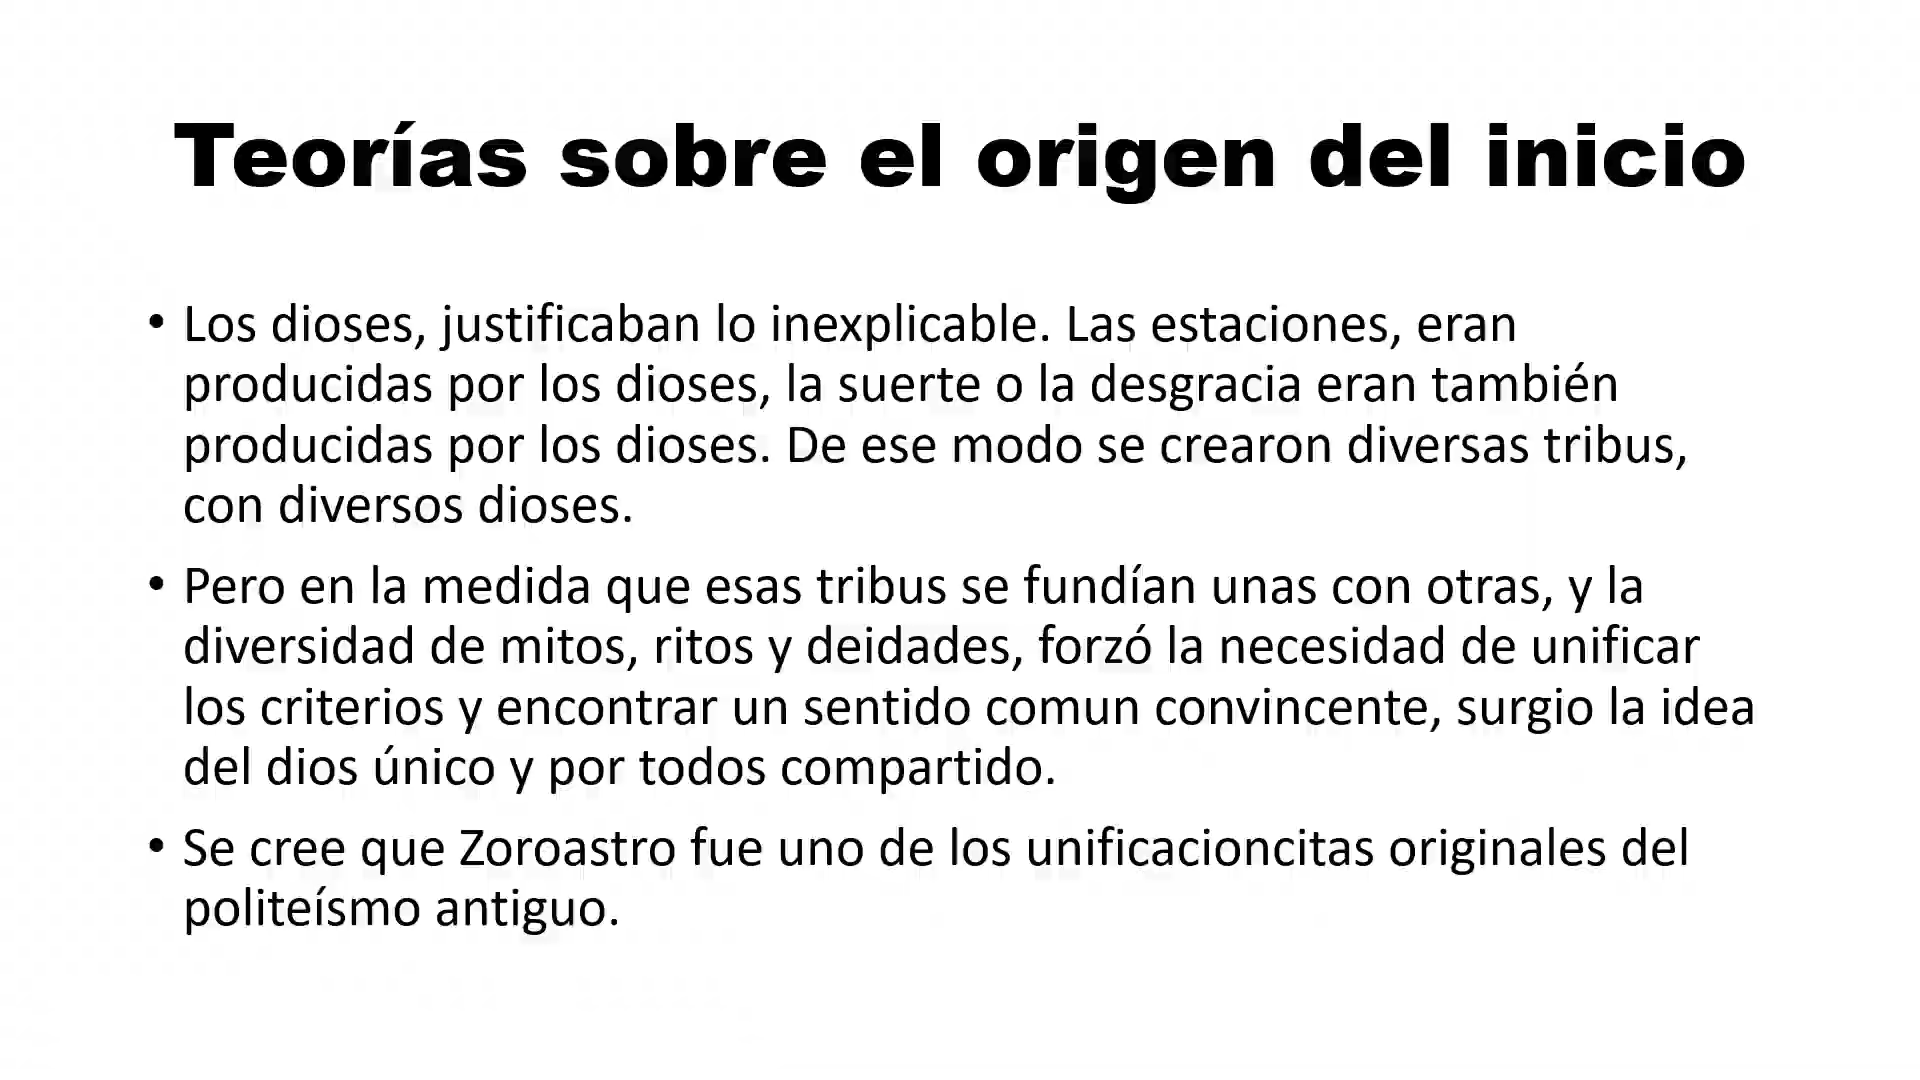 Teorías sobre el origen del inicio
• Los dioses, justificaban lo inexplicable. Las estaciones, eran
producidas por los dioses, la suerte o la desgracia eran también
producidas por los dioses. De ese modo se crearon diversas tribus,
con diversos dioses.
• Pero en la medida que esas tribus se fundían unas con otras, y la
diversidad de mitos, ritos y deidades, forzó la necesidad de unificar
los criterios y encontrar un sentido comun convincente, surgio la idea
del dios único y por todos compartido.
• Se cree que Zoroastro fue uno de los unificacioncitas originales del
politeísmo antiguo.